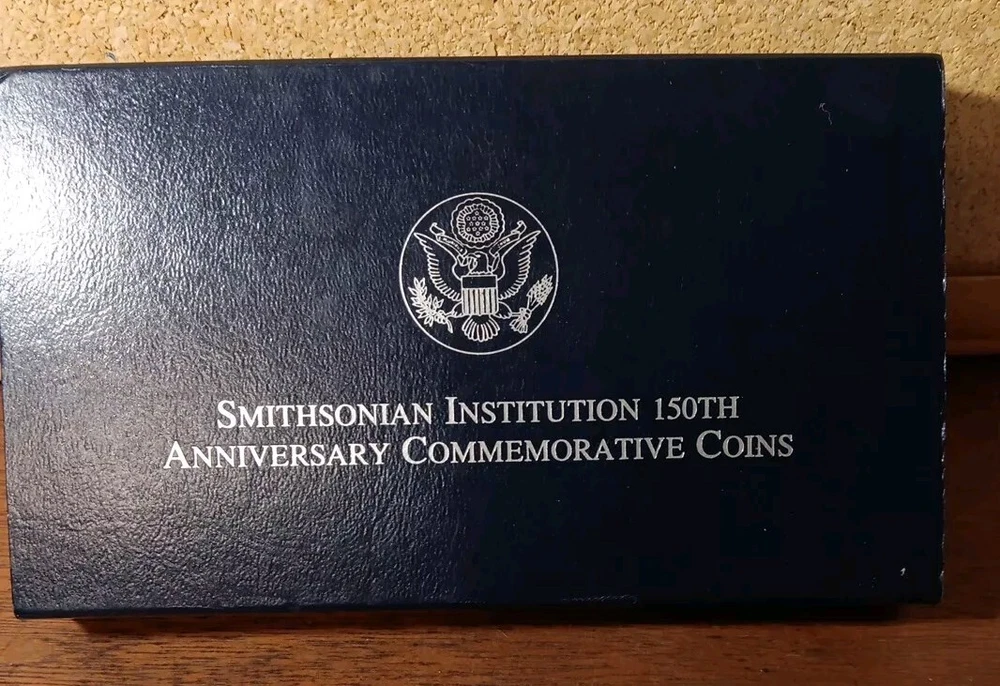 Smithsonian Institution 150th
Anniversary Commemorative Coins